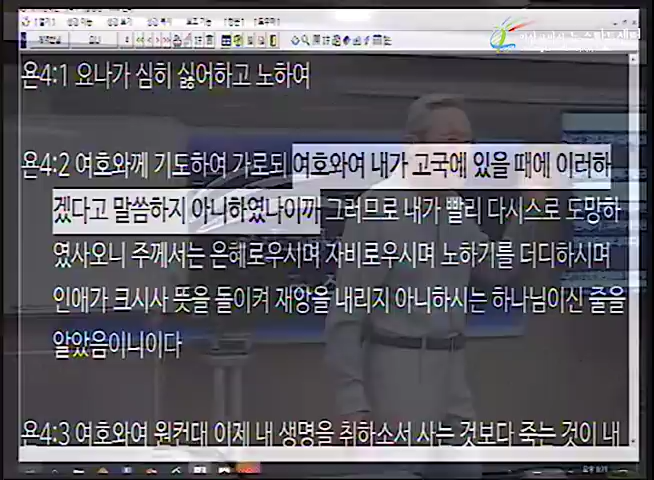 욘4:1 요나가 심히 싫어하고 노하여
욘4:2 여호와께 기도하여 가로되 여호와여 내가 고국에 있을 때에 이러하
겠다고 말씀하지 아니하였나이까 그러므로 내가 빨리 다시스로 도망하
였사오니 주께서는 은혜로우시며 자비로우시며 노하기를 더디하시며
인애가 크시사 뜻을 돌이켜 재앙을 내리지 아니하시는 하나님이신 줄을
알았음이니이다
욘4:3 여호와여 원컨대 이제 내 생명을 취하소서 사는 것보다 죽는 것이 내